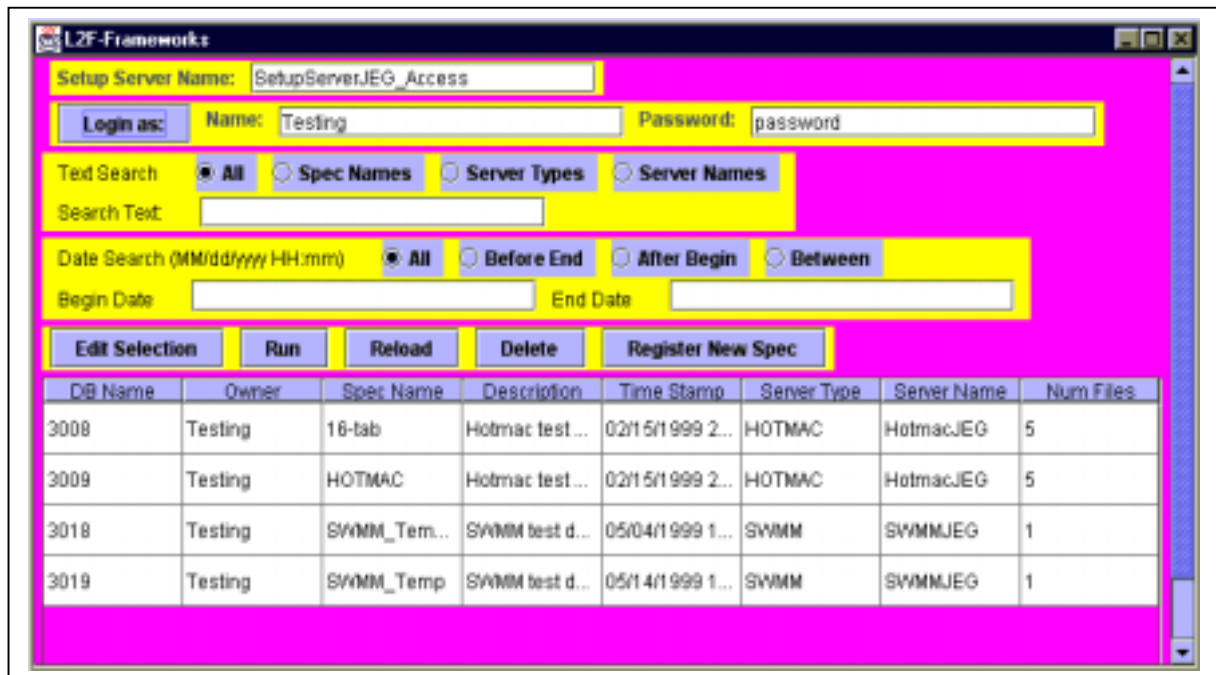 L2F-Frameworks
Setup Server Name: SetupServerJEG_Access
Login as: Name: Testing Password: password
Text Search All Spec Names Server Types Server Names
Search Text:
Date Search (MM/dd/yyyy HH:mm) All Before End After Begin Between
Begin Date End Date
Edit Selection Run Reload Delete Register New Spec
DB Name Owner Spec Name Description Time Stamp Server Type Server Name Num Files
3008 Testing 16-tab Hotmac test ... 02/15/1999 2... HOTMAC HotmacJEG 5
3009 Testing HOTMAC Hotmac test ... 02/15/1999 2... HOTMAC HotmacJEG 5
3018 Testing SWMM_Tem... SWMM test d... 05/04/1999 1... SWMM SWMMJEG 1
3019 Testing SWMM_Temp SWMM test d... 05/14/1999 1... SWMM SWMMJEG 1